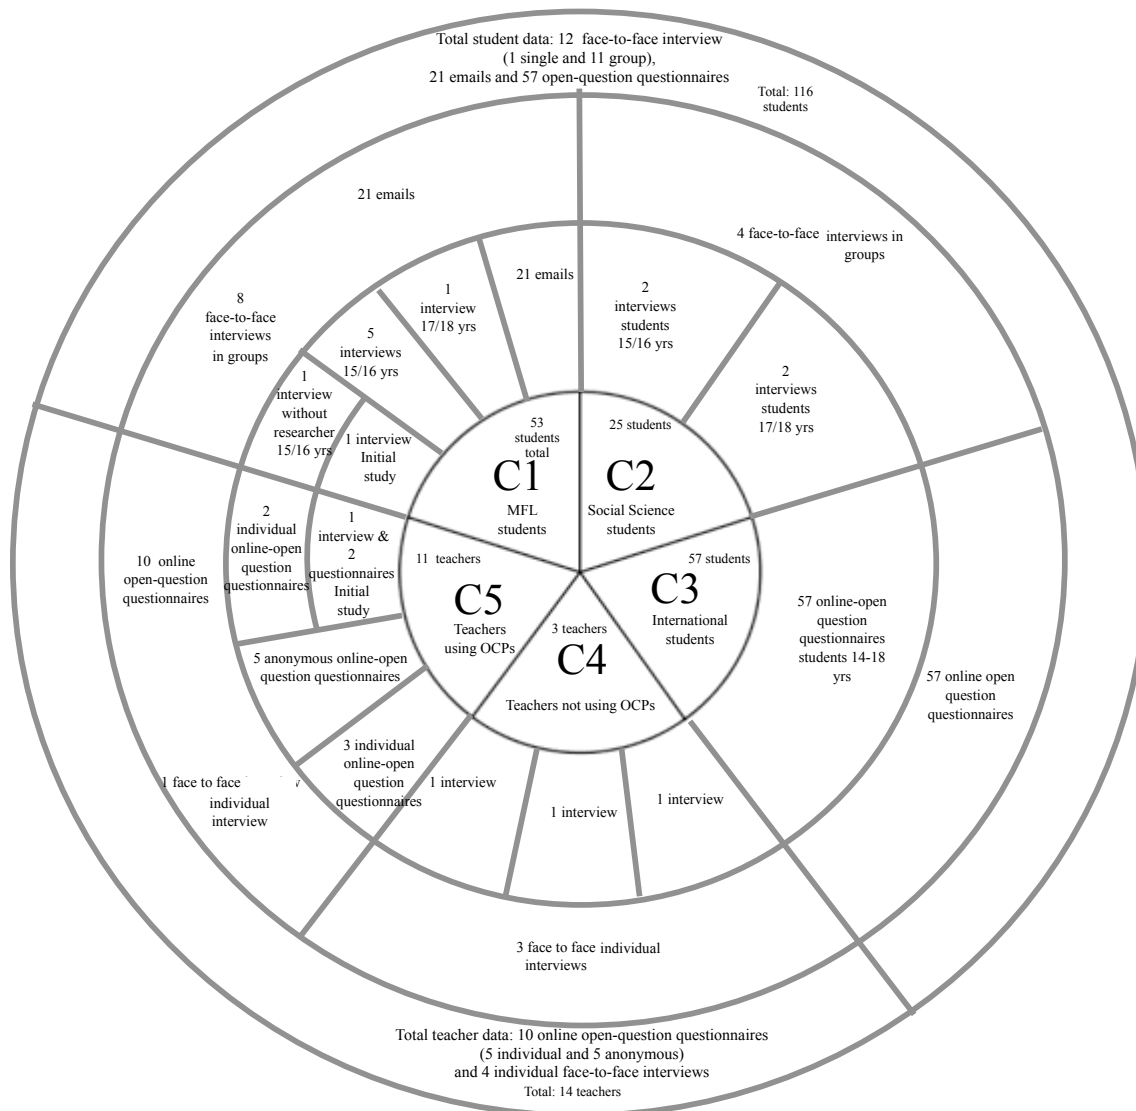 Total student data: 12 face-to-face interview
(1 single and 11 group),
21 emails and 57 open-question questionnaires
Total: 116
students
21 emails
4 face-to-face interviews in
groups
8
face-to-face
interviews
in groups
21 emails
1
interview
17/18 yrs
5
interviews
15/16 yrs
1
interview
without
researcher
15/16 yrs
1 interview
Initial
study
2
interviews
students
15/16 yrs
2
interviews
students
17/18 yrs
53
students
total
C1
MFL
students
25 students
C2
Social Science
students
57 students
C3
International
students
3 teachers
C4
Teachers not using OCPs
11 teachers
C5
Teachers
using OCPs
10 online
open-question
questionnaires
2
individual
online-open
question
questionnaires
1
interview &
2
questionnaires
Initial
study
5 anonymous online-open
question questionnaires
3 individual
online-open
question
questionnaires
1 face to face
individual
interview
1 interview
1 interview
1 interview
57 online-open
question
questionnaires
students 14-18
yrs
57 online open
question
questionnaires
3 face to face individual
interviews
Total teacher data: 10 online open-question questionnaires
(5 individual and 5 anonymous)
and 4 individual face-to-face interviews
Total: 14 teachers